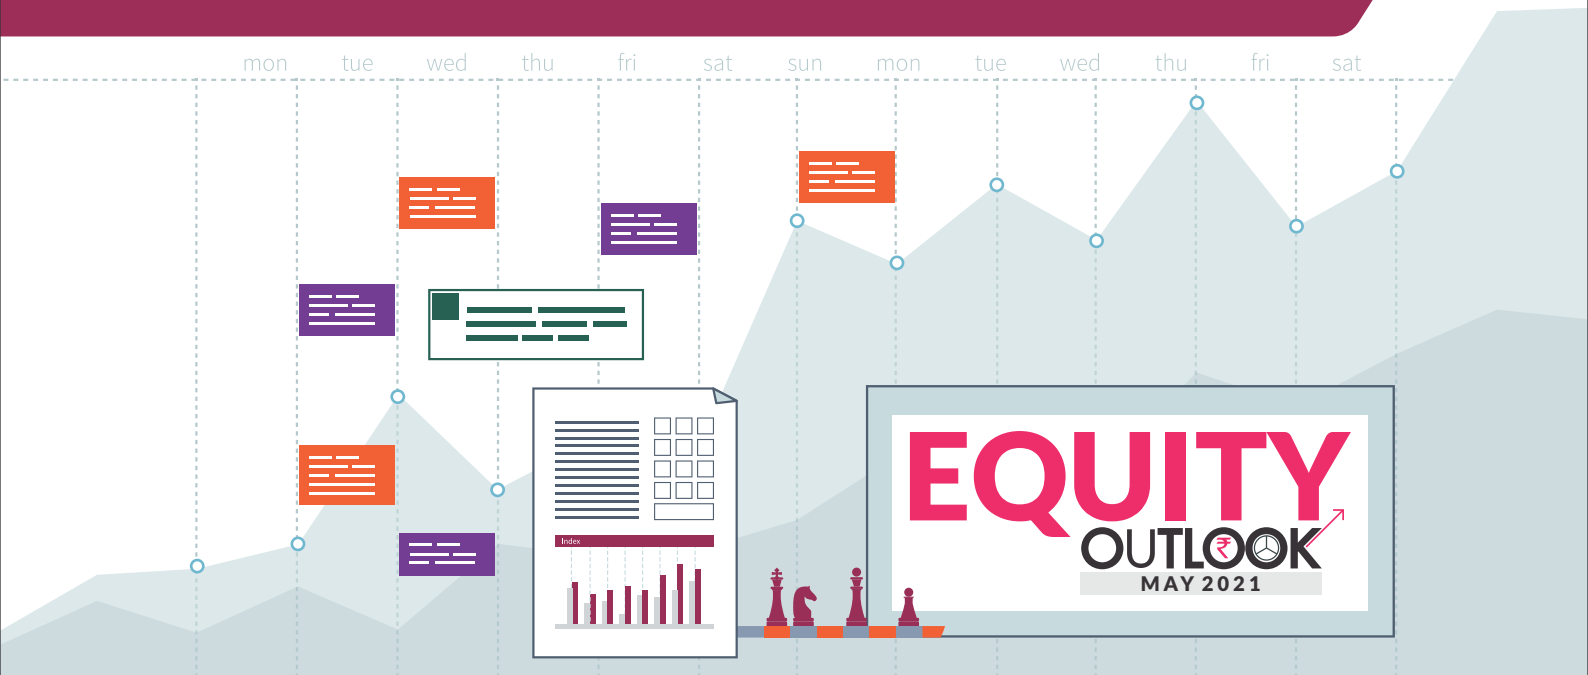 mon tue wed thu fri sat sun mon tue wed thu fri sat
Index
EQUITY
OUTLOOK
MAY 2021